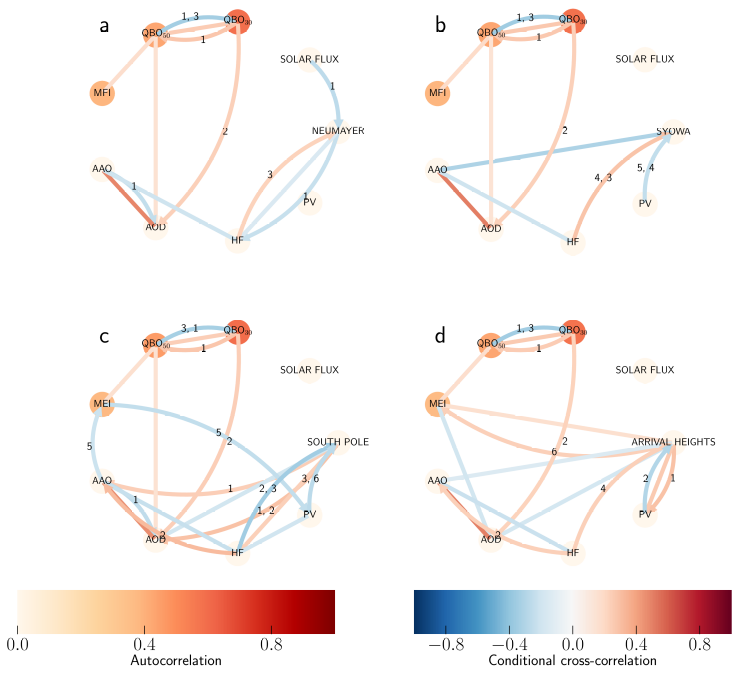 a
1, 3
QBO₃₀
QBO₅₀
1
SOLAR FLUX
1
MFI
2
NEUMAYER
AAO
3
1
1
PV
AOD
HF
b
1, 3
QBO₃₀
QBO₅₀
1
SOLAR FLUX
MFI
2
SYOWA
AAO
5, 4
4, 3
PV
AOD
HF
c
3, 1
QBO₃₀
QBO₅₀
1
SOLAR FLUX
MEI
5
2
SOUTH POLE
5
AAO
3, 6
1
2, 3
1
1, 2
PV
2
AOD
HF
d
1, 3
QBO₃₀
QBO₅₀
1
SOLAR FLUX
MEI
2
ARRIVAL HEIGHTS
6
AAO
2
1
4
PV
2
AOD
HF
0.0 0.4 0.8
Autocorrelation
−0.8 −0.4 0.0 0.4 0.8
Conditional cross-correlation